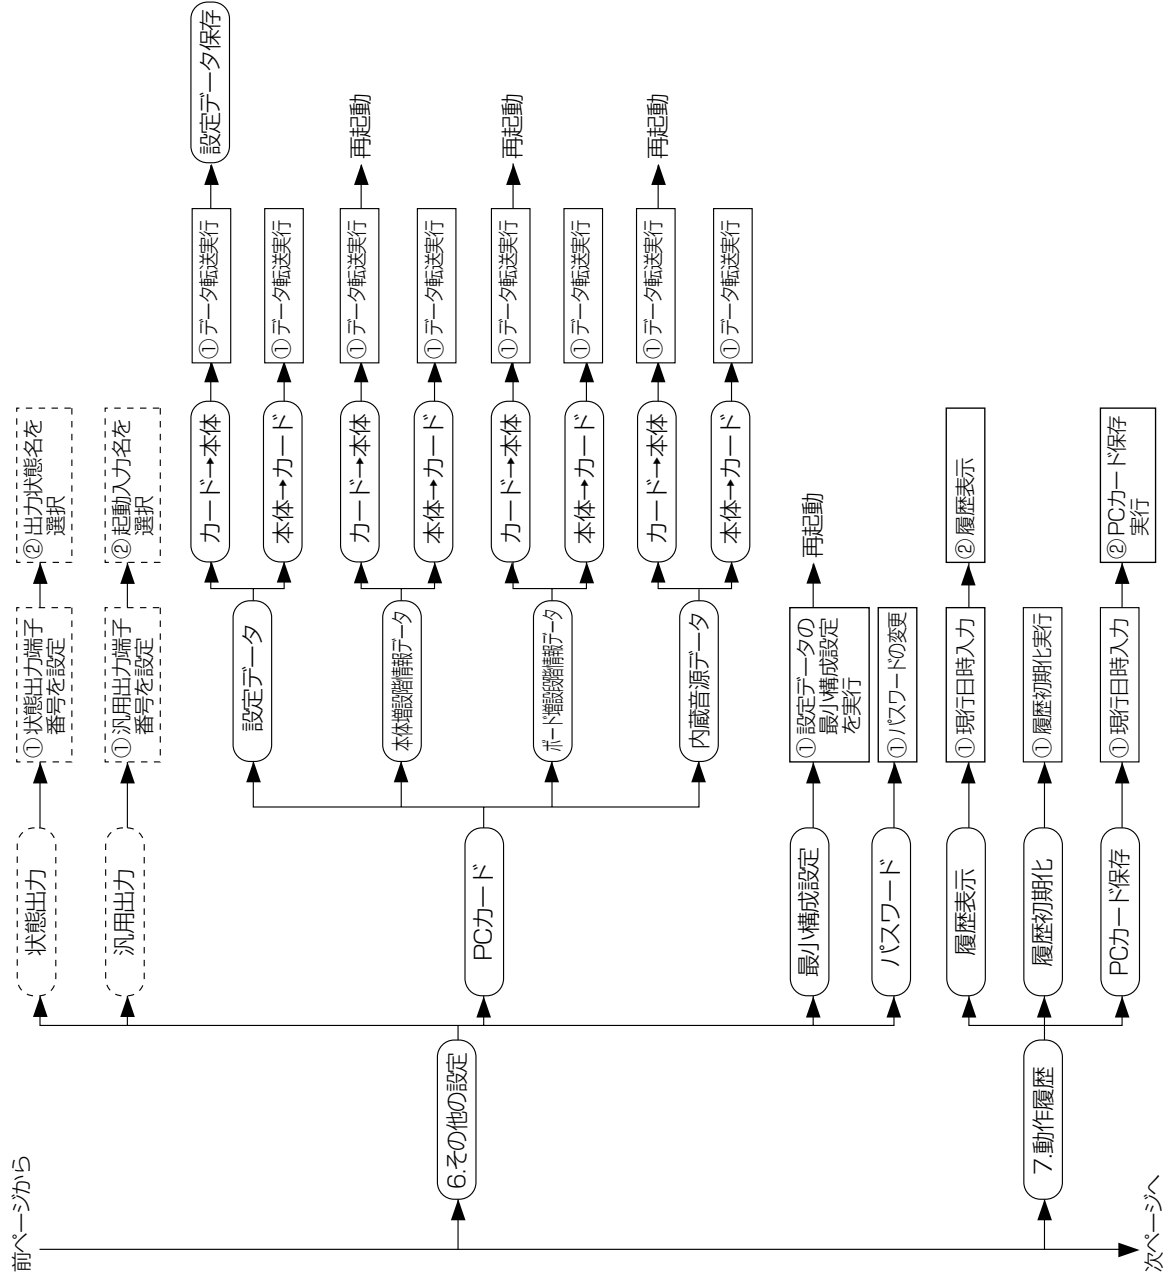 前ページから
6.その他の設定
状態出力
①状態出力端子
番号を設定
②出力状態名を
選択
汎用出力
①汎用出力端子
番号を設定
②起動入力名を
選択
PCカード
設定データ
カード→本体
①データ転送実行
設定データ保存
本体→カード
①データ転送実行
本体増設階情報データ
カード→本体
①データ転送実行
再起動
本体→カード
①データ転送実行
ボード増設段階情報データ
カード→本体
①データ転送実行
再起動
本体→カード
①データ転送実行
内蔵音源データ
カード→本体
①データ転送実行
再起動
本体→カード
①データ転送実行
最小構成設定
①設定データの
最小構成設定
を実行
再起動
パスワード
①パスワードの変更
7.動作履歴
履歴表示
①現行日時入力
②履歴表示
履歴初期化
①履歴初期化実行
PCカード保存
①現行日時入力
②PCカード保存
実行
次ページへ